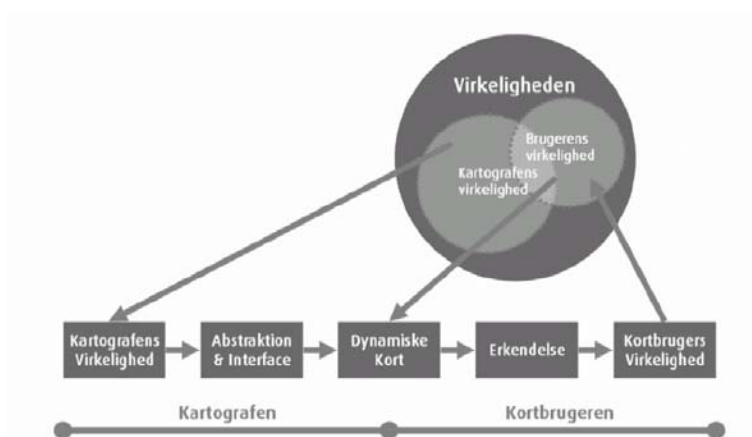 Virkeligheden
Brugerens
virkelighed
Kartografens
virkelighed
Kartografens
Virkelighed
Abstraktion
& Interface
Dynamiske
Kort
Erkendelse
Kortbrugers
Virkelighed
Kartografen
Kortbrugeren